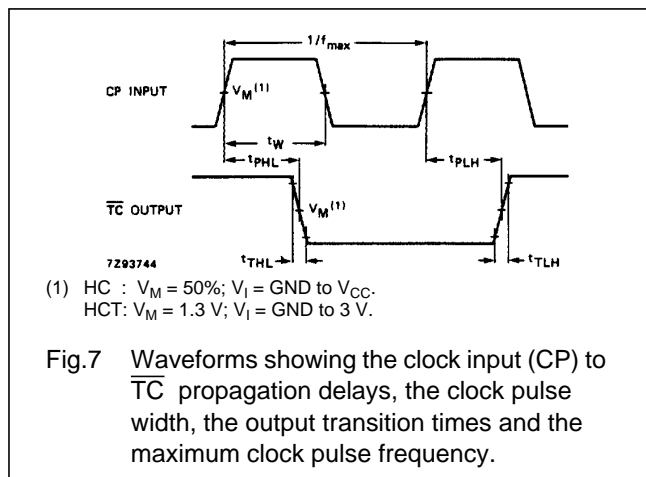 1/fmax
CP INPUT
VM(1)
tW
tPHL
tPLH
TC OUTPUT
VM(1)
tTHL
tTLH
7Z93744
(1) HC : VM = 50%; VI = GND to VCC.
HCT: VM = 1.3 V; VI = GND to 3 V.
Fig.7 Waveforms showing the clock input (CP) to
TC propagation delays, the clock pulse
width, the output transition times and the
maximum clock pulse frequency.